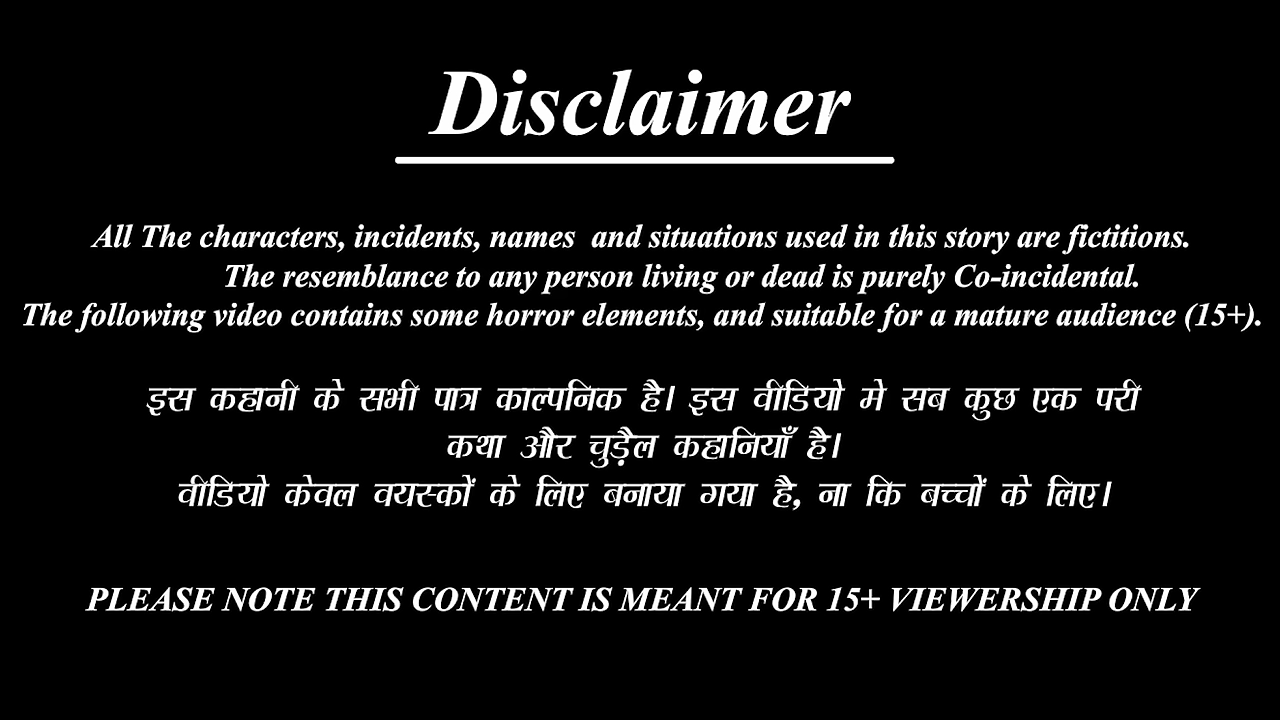 Disclaimer
All The characters, incidents, names and situations used in this story are fictitions.
The resemblance to any person living or dead is purely Co-incidental.
The following video contains some horror elements, and suitable for a mature audience (15+).
इस कहानी के सभी पात्र काल्पनिक है। इस वीडियो मे सब कुछ एक परी
कथा और चुड़ैल कहानियाँ है।
वीडियो केवल वयस्कों के लिए बनाया गया है, ना कि बच्चों के लिए।
PLEASE NOTE THIS CONTENT IS MEANT FOR 15+ VIEWERSHIP ONLY